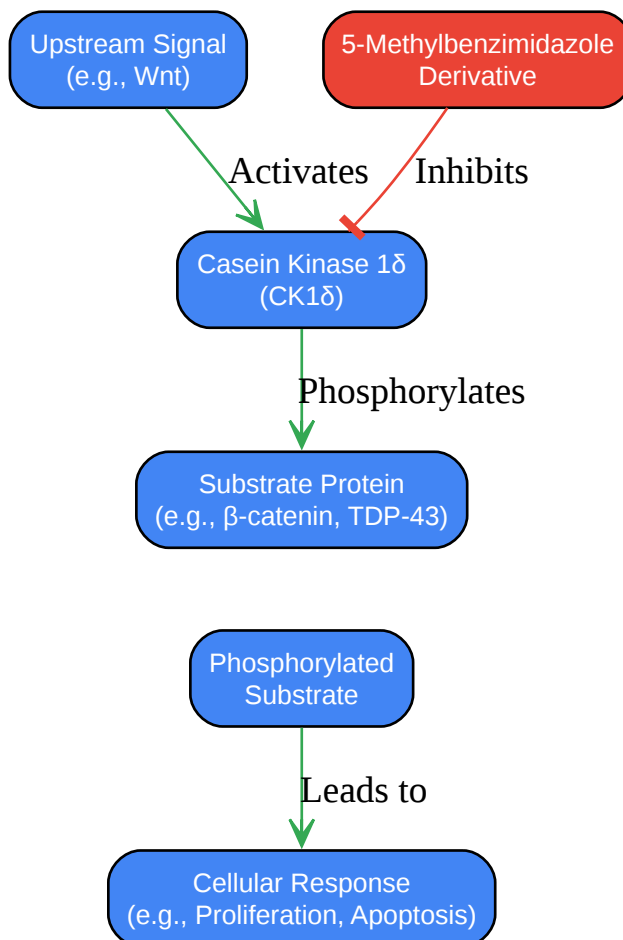 Upstream Signal
(e.g., Wnt)
5-Methylbenzimidazole
Derivative
Activates
Inhibits
Casein Kinase 1δ
(CK1δ)
Phosphorylates
Substrate Protein
(e.g., β-catenin, TDP-43)
Phosphorylated
Substrate
Leads to
Cellular Response
(e.g., Proliferation, Apoptosis)